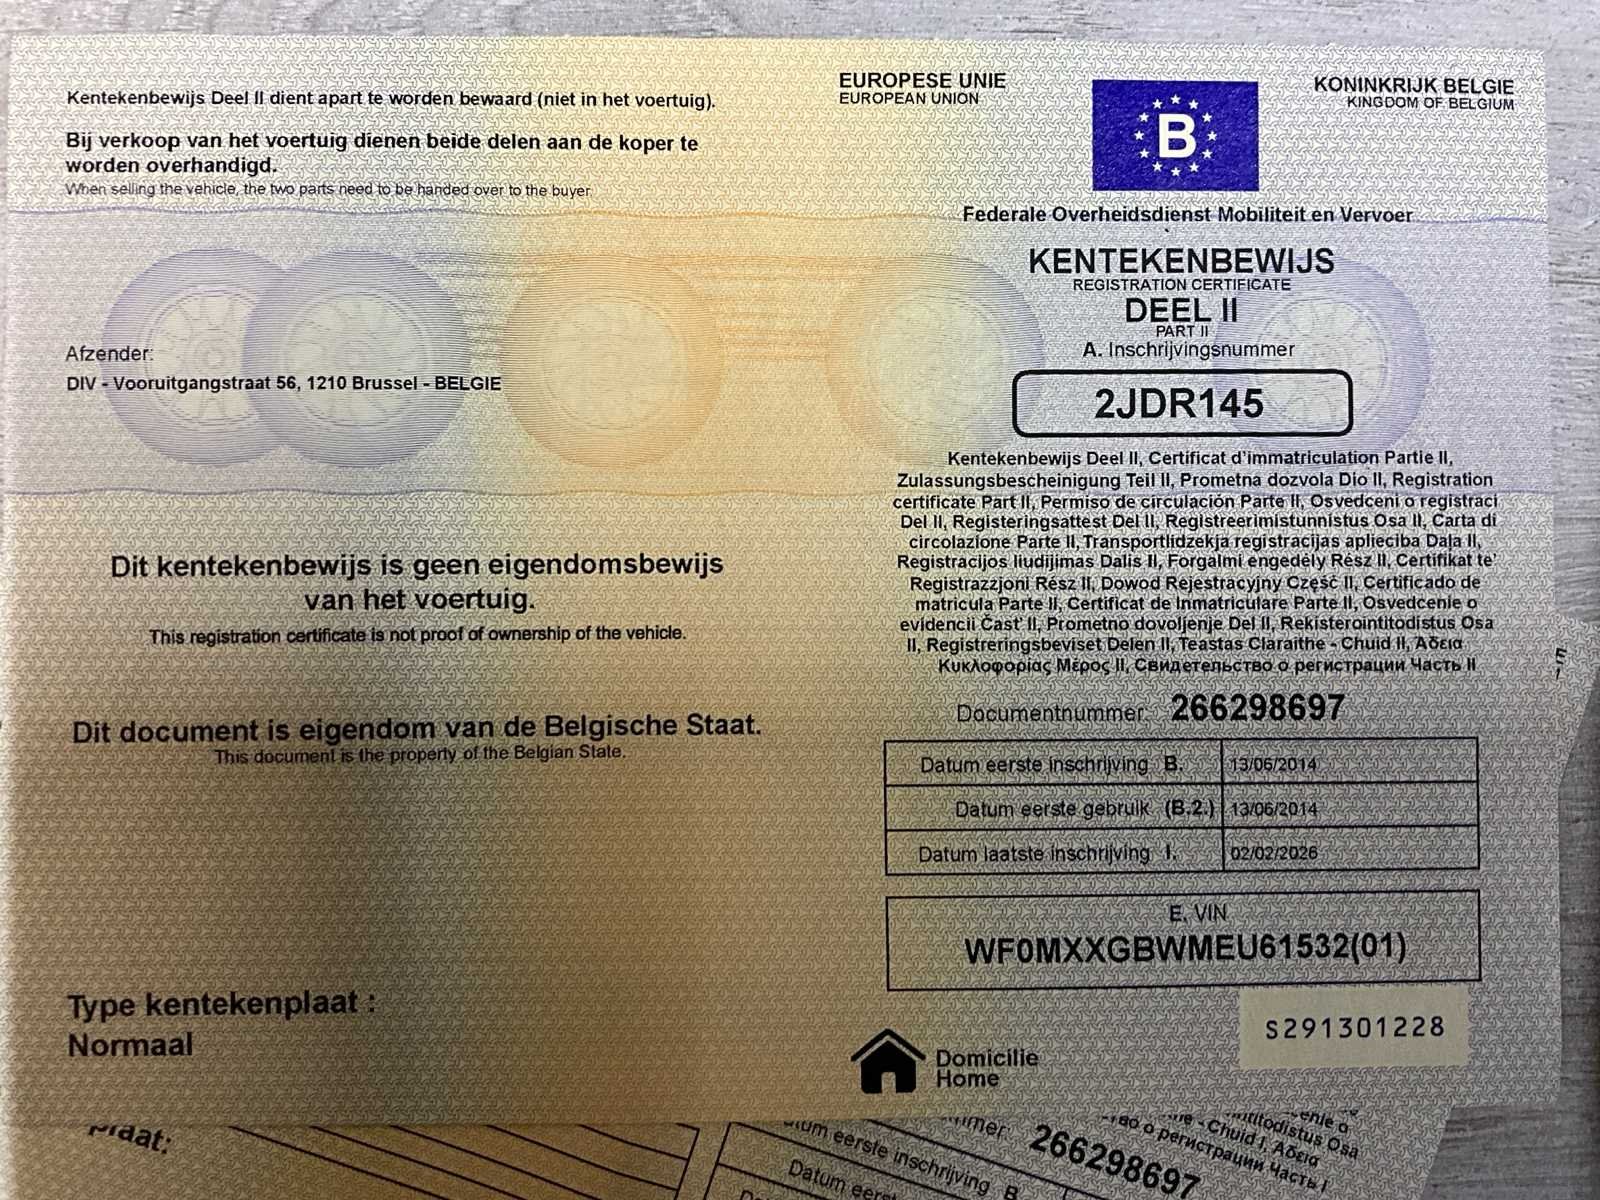 Kentekenbewijs Deel II dient apart te worden bewaard (niet in het voertuig).
Bij verkoop van het voertuig dienen beide delen aan de koper te
worden overhandigd.
When selling the vehicle, the two parts need to be handed over to the buyer
EUROPESE UNIE
EUROPEAN UNION
B
KONINKRIJK BELGIE
KINGDOM OF BELGIUM
Federale Overheidsdienst Mobiliteit en Vervoer
KENTEKENBEWIJS
REGISTRATION CERTIFICATE
DEEL II
PART II
A. Inschrijvingsnummer
2JDR145
Afzender:
DIV - Vooruitgangstraat 56, 1210 Brussel - BELGIE
Kentekenbewijs Deel II, Certificat d'immatriculation Partie II,
Zulassungsbescheinigung Teil II, Prometna dozvola Dio II, Registration
certificate Part II, Permiso de circulación Parte II, Osvedceni o registraci
Del II, Registeringsattest Del II, Registreerimistunnistus Osa II, Carta di
circolazione Parte II, Transportlidzekja registracijas aplieciba Daļa II,
Registracijos liudijimas Dalis II, Forgalmi engedély Rész II, Certifikat te'
Registrazzjoni Rész II, Dowod Rejestracyjny Część II, Certificado de
matricula Parte II, Certificat de Inmatriculare Parte II, Osvedcenie o
evidencii Časť II, Prometno dovoljenje Del II, Rekisterointitodistus Osa
II, Registreringsbeviset Delen II, Teastas Claraithe - Chuid II, Άδεια
Κυκλοφορίας Μέρος II, Свидетельство о регистрации Часть II
Dit kentekenbewijs is geen eigendomsbewijs
van het voertuig.
This registration certificate is not proof of ownership of the vehicle.
Dit document is eigendom van de Belgische Staat.
This document is the property of the Belgian State.
Documentnummer: 266298697
Datum eerste inschrijving B. 13/06/2014
Datum eerste gebruik (B.2.) 13/06/2014
Datum laatste inschrijving I. 02/02/2026
E. VIN
WF0MXXGBWMEU61532(01)
Type kentekenplaat :
Normaal
S291301228
Domicilie
Home
plaat:
Osa
- Chuid I, Άδεια
о регистрации Часть I
266298697
eerste inschrijving B
Datum